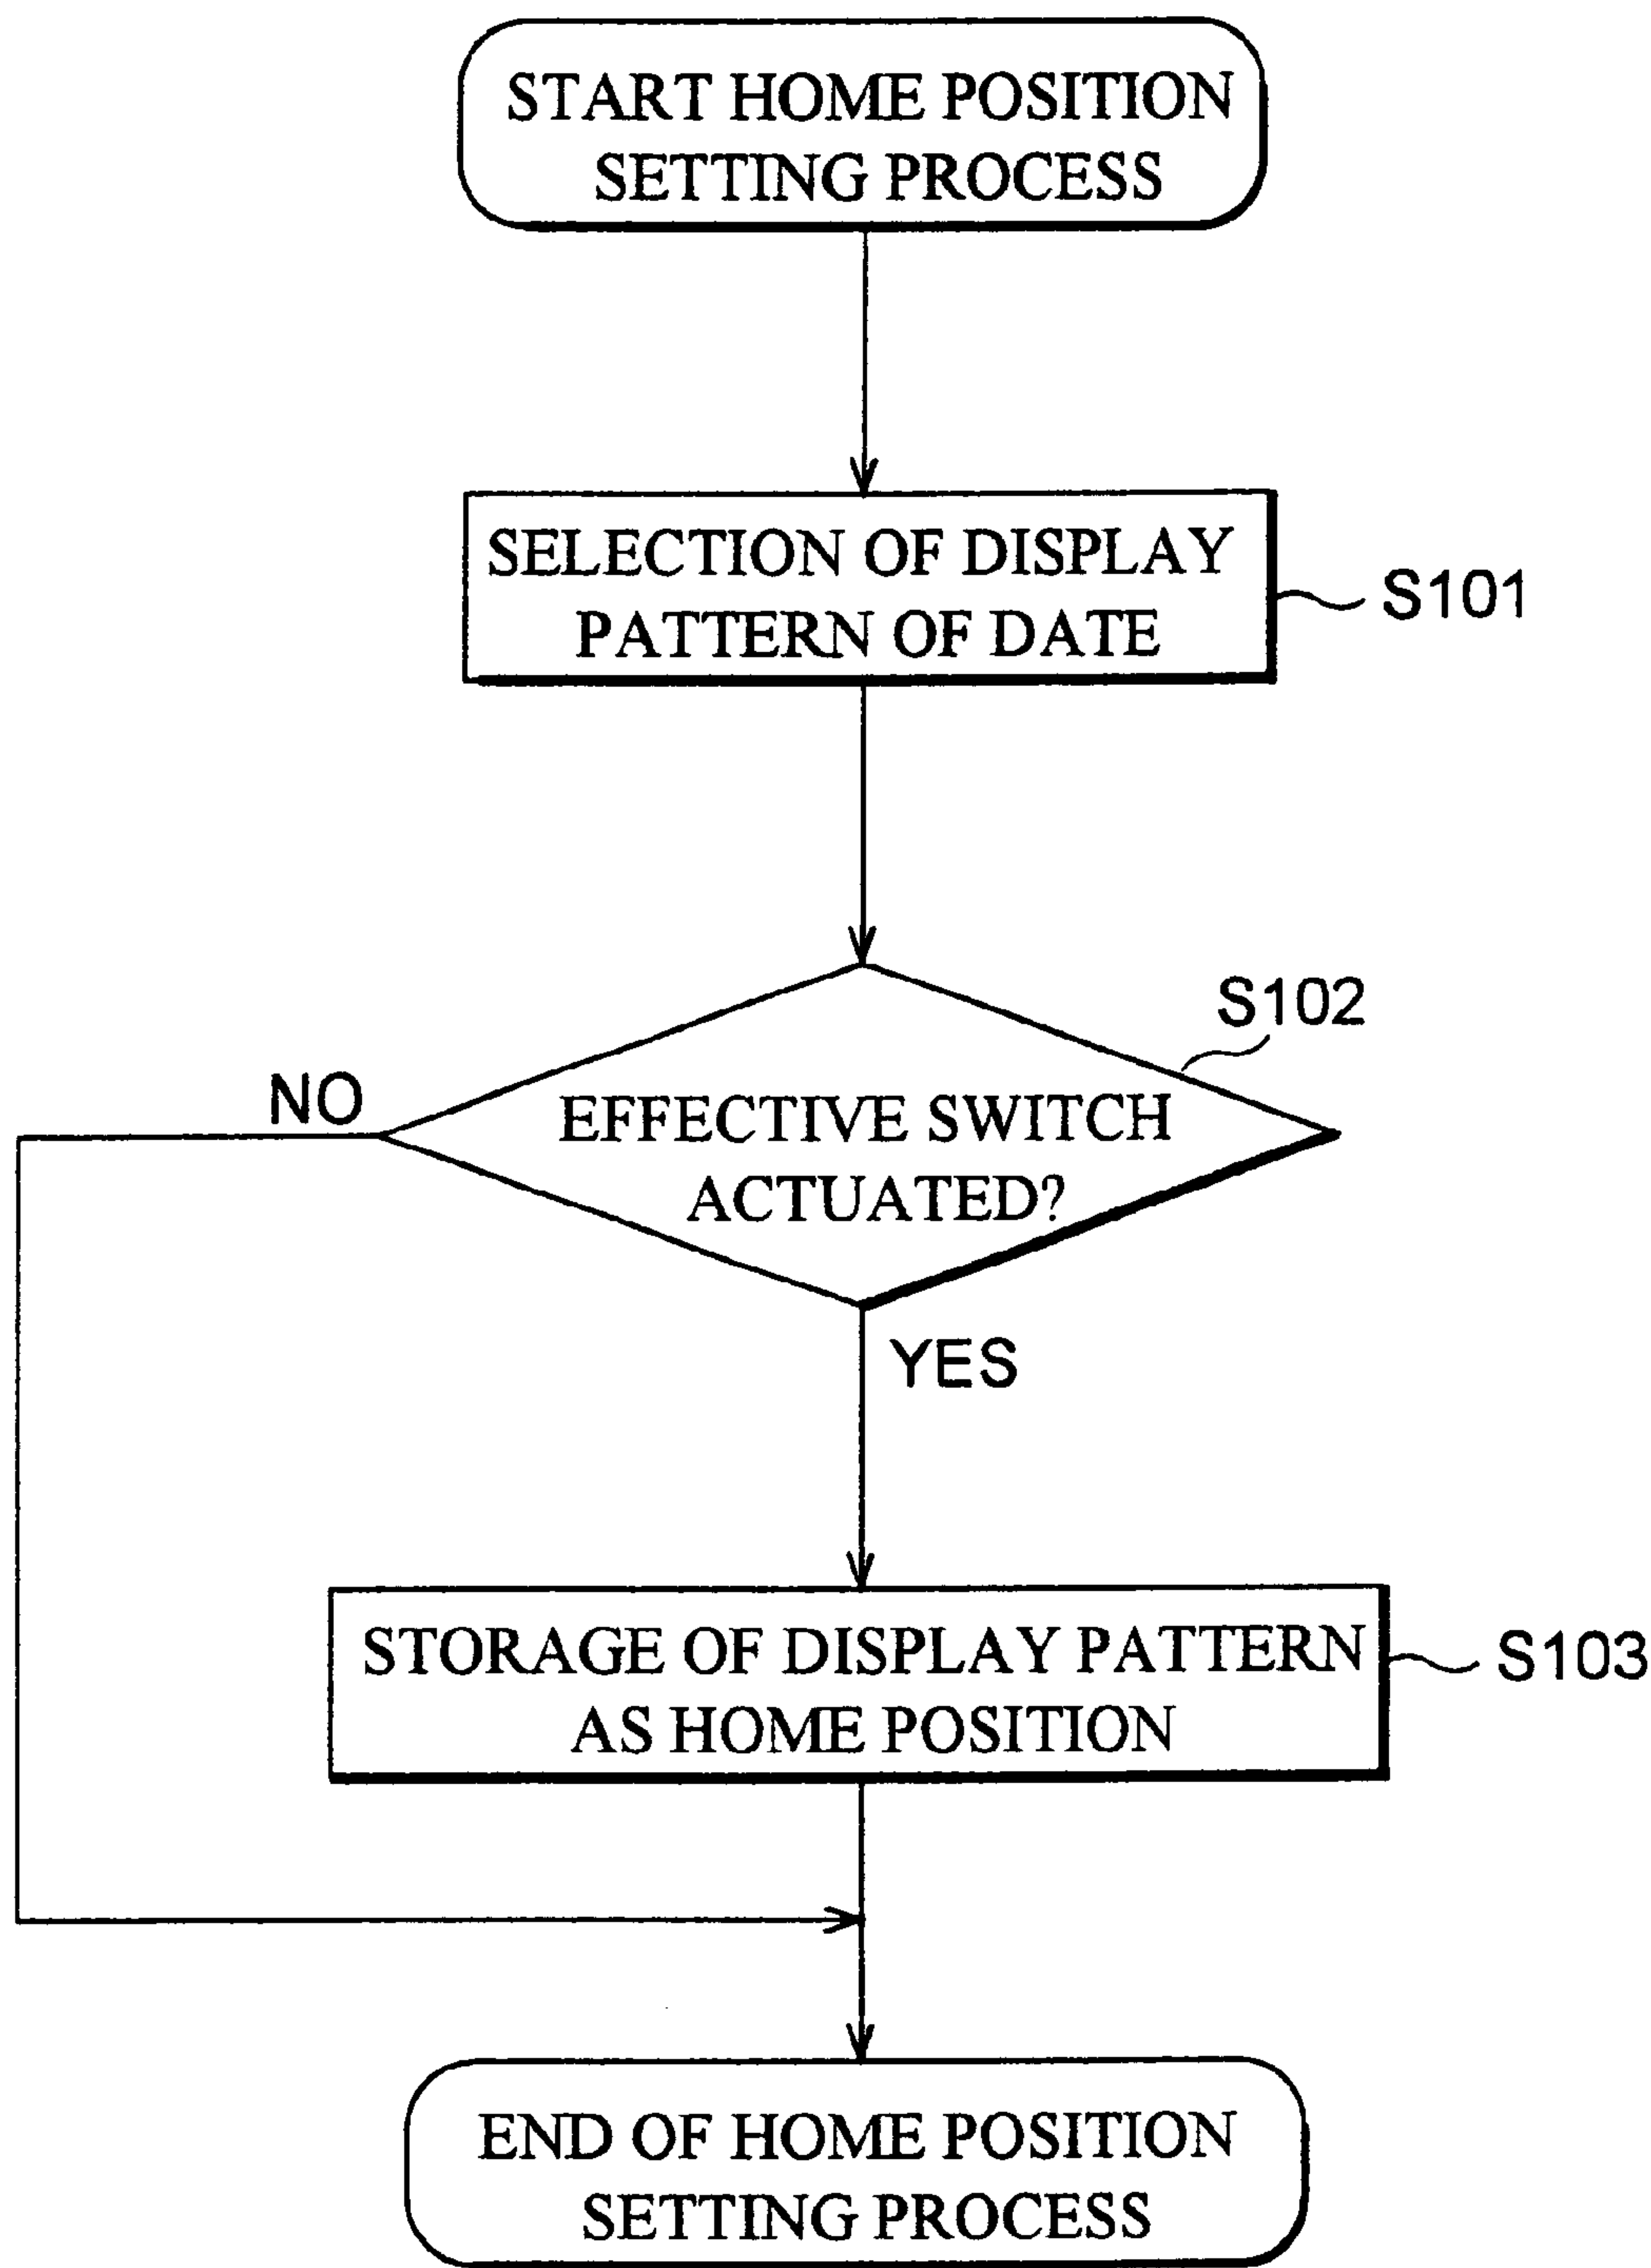 START HOME POSITION
SETTING PROCESS
SELECTION OF DISPLAY
PATTERN OF DATE
S101
S102
NO
EFFECTIVE SWITCH
ACTUATED?
YES
STORAGE OF DISPLAY PATTERN
AS HOME POSITION
S103
END OF HOME POSITION
SETTING PROCESS